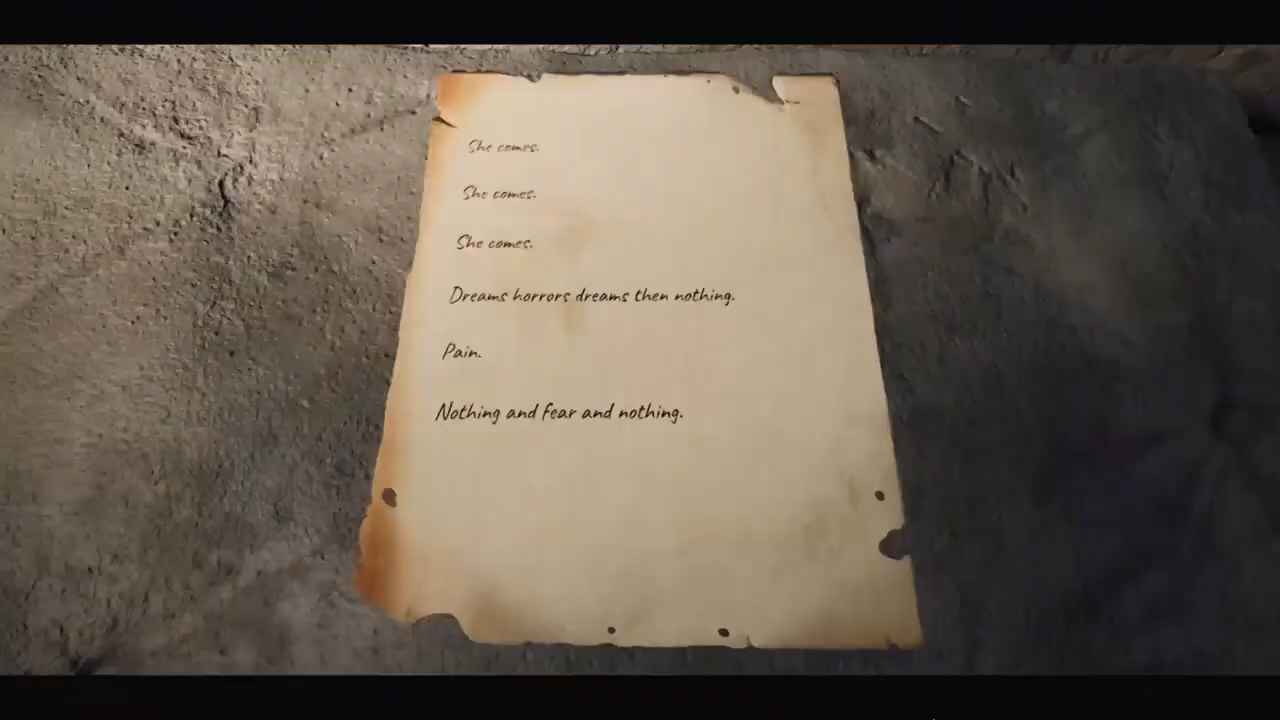 She comes.
She comes.
She comes.
Dreams horrors dreams then nothing.
Pain.
Nothing and fear and nothing.